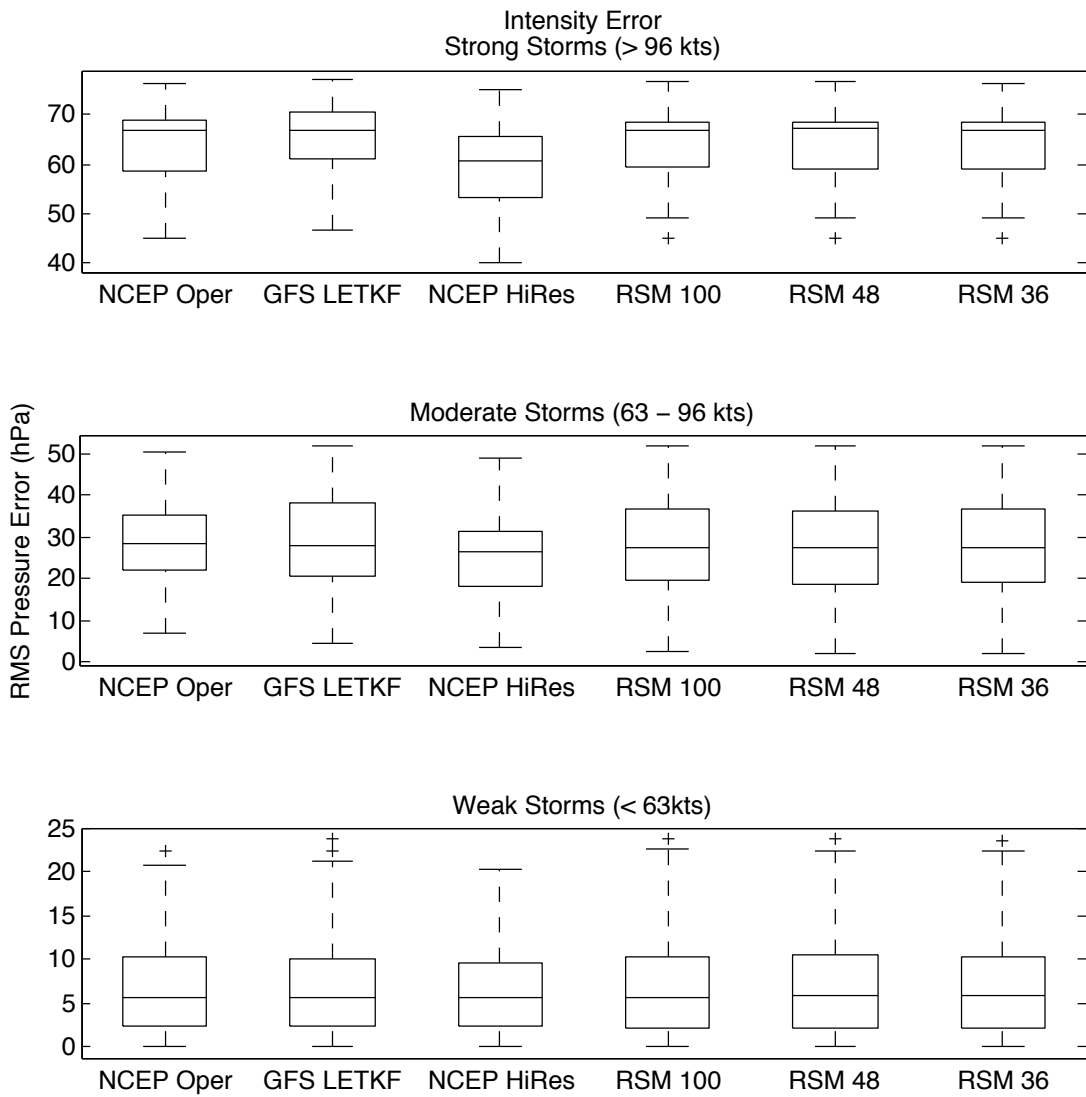 Intensity Error
Strong Storms (> 96 kts)
70
60
50
40
NCEP Oper GFS LETKF NCEP HiRes RSM 100 RSM 48 RSM 36
RMS Pressure Error (hPa)
Moderate Storms (63 – 96 kts)
50
40
30
20
10
0
NCEP Oper GFS LETKF NCEP HiRes RSM 100 RSM 48 RSM 36
Weak Storms (< 63kts)
25
20
15
10
5
0
NCEP Oper GFS LETKF NCEP HiRes RSM 100 RSM 48 RSM 36